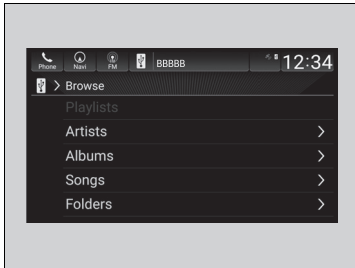 Phone Navi FM BBBBB 12:34
> Browse
Playlists
Artists >
Albums >
Songs >
Folders >